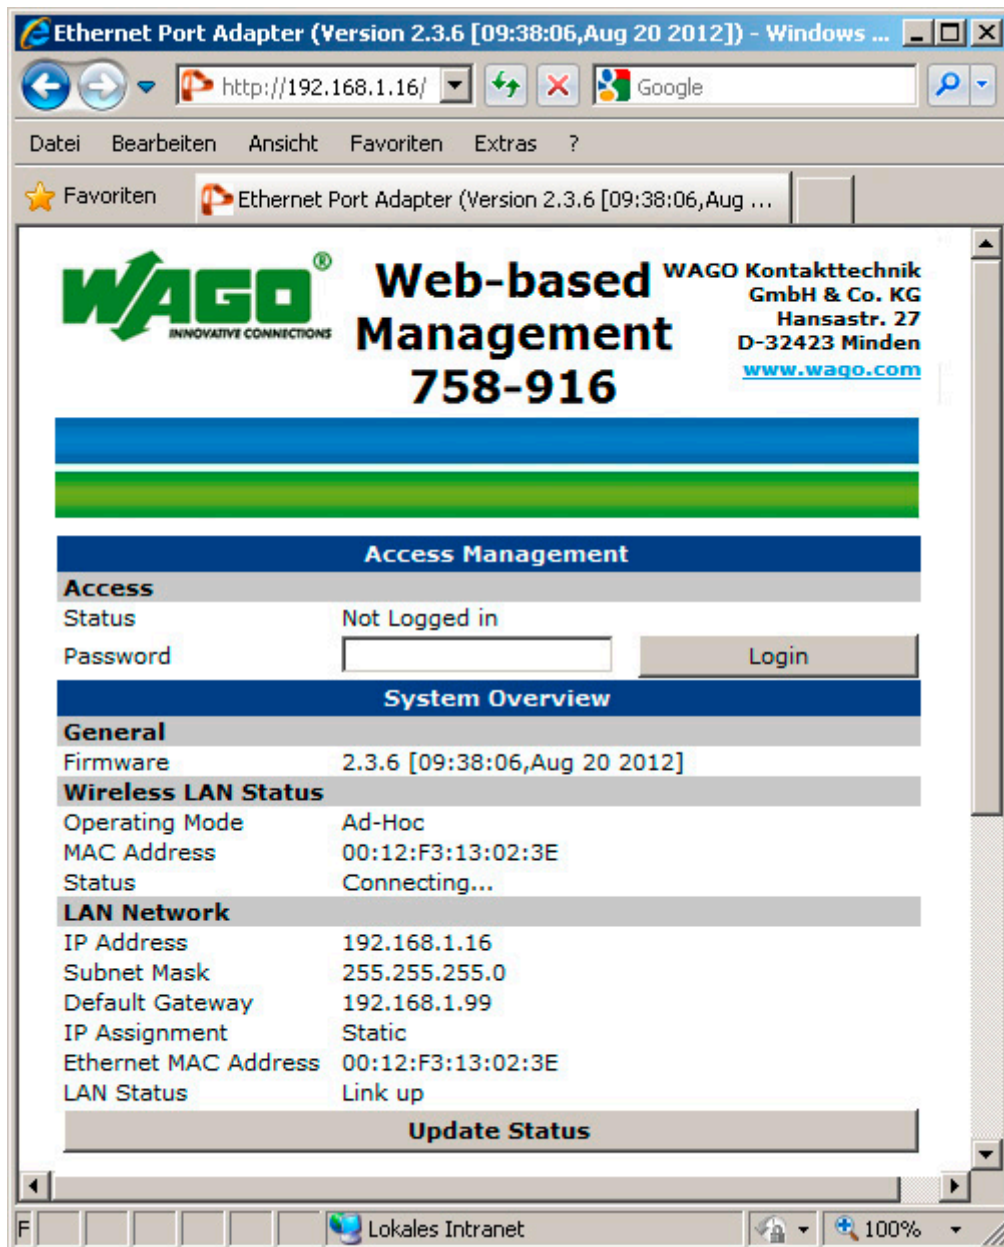 Ethernet Port Adapter (Version 2.3.6 [09:38:06,Aug 20 2012]) - Windows ...
http://192.168.1.16/
Google
Datei Bearbeiten Ansicht Favoriten Extras ?
Favoriten
Ethernet Port Adapter (Version 2.3.6 [09:38:06,Aug ...
WAGO®
INNOVATIVE CONNECTIONS
Web-based
Management
758-916
WAGO Kontakttechnik
GmbH & Co. KG
Hansastr. 27
D-32423 Minden
www.wago.com
Access Management
Access
Status Not Logged in
Password Login
System Overview
General
Firmware 2.3.6 [09:38:06,Aug 20 2012]
Wireless LAN Status
Operating Mode Ad-Hoc
MAC Address 00:12:F3:13:02:3E
Status Connecting...
LAN Network
IP Address 192.168.1.16
Subnet Mask 255.255.255.0
Default Gateway 192.168.1.99
IP Assignment Static
Ethernet MAC Address 00:12:F3:13:02:3E
LAN Status Link up
Update Status
F Lokales Intranet 100%